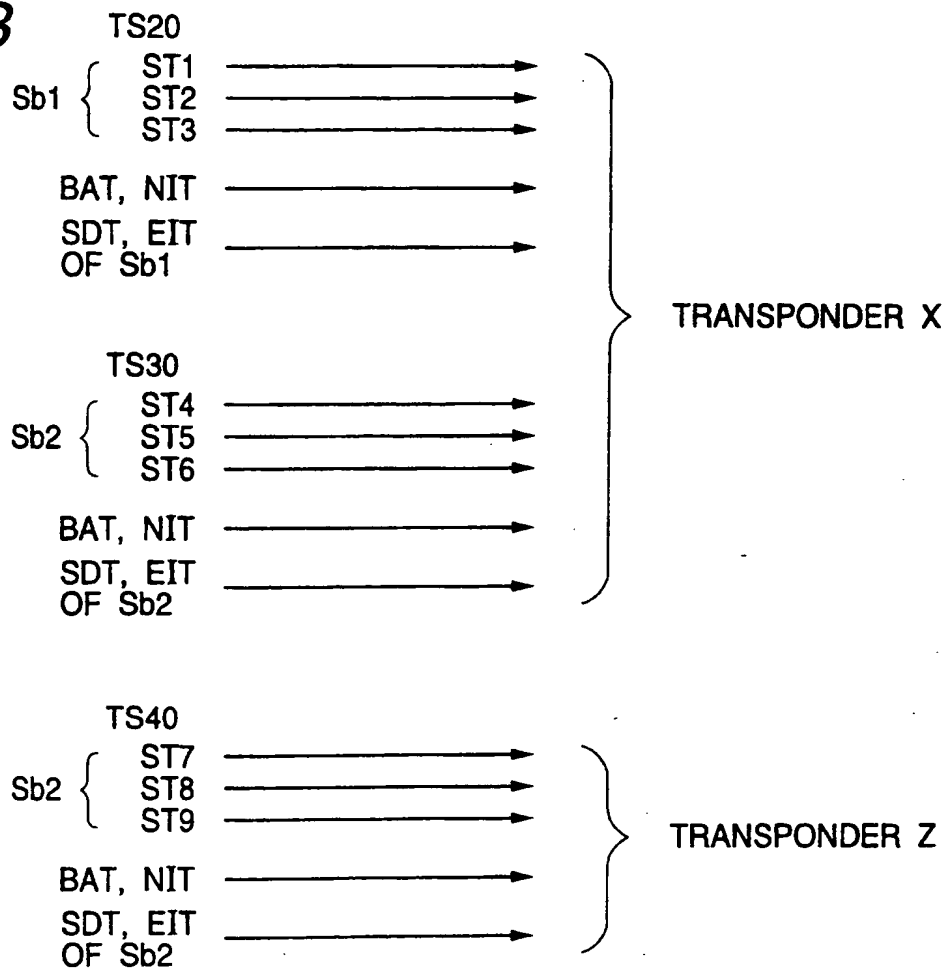 TS20
Sb1
ST1
ST2
ST3
BAT, NIT
SDT, EIT
OF Sb1
TRANSPONDER X
TS30
Sb2
ST4
ST5
ST6
BAT, NIT
SDT, EIT
OF Sb2
TS40
Sb2
ST7
ST8
ST9
TRANSPONDER Z
BAT, NIT
SDT, EIT
OF Sb2